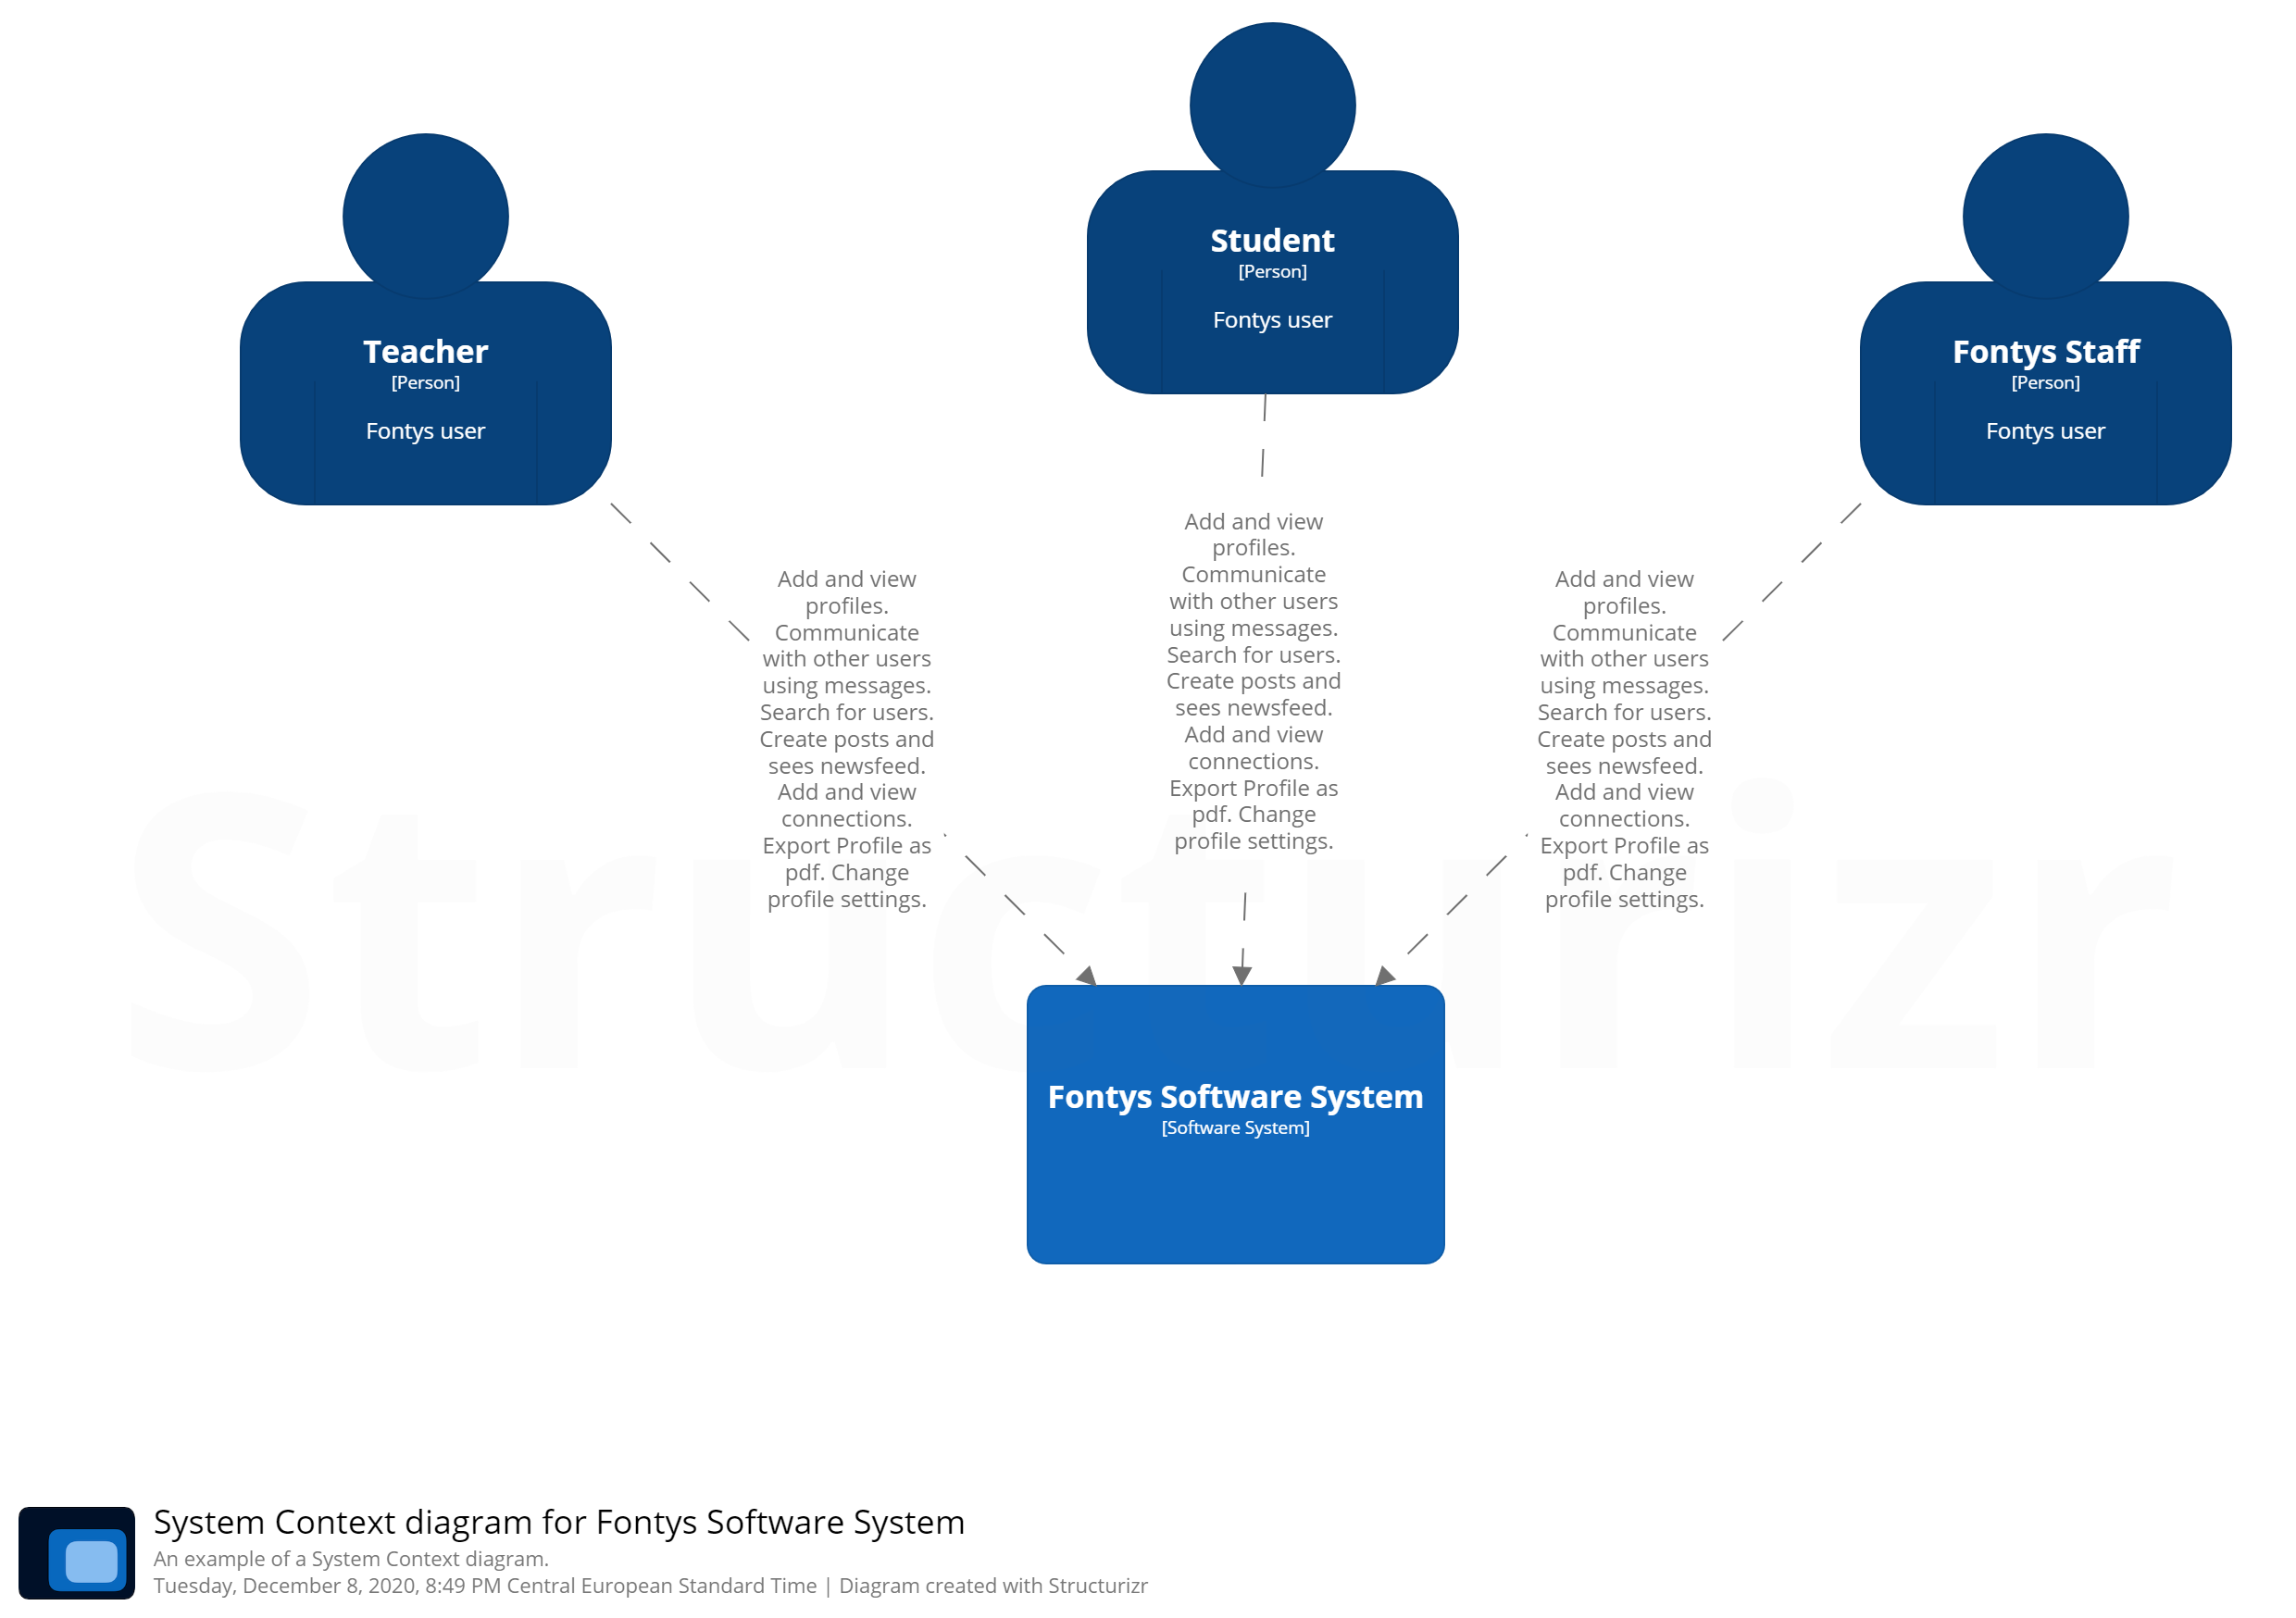 Student
[Person]
Fontys user
Teacher
[Person]
Fontys user
Fontys Staff
[Person]
Fontys user
Add and view
profiles.
Communicate
with other users
using messages.
Search for users.
Create posts and
sees newsfeed.
Add and view
connections.
Export Profile as
pdf. Change
profile settings.
Add and view
profiles.
Communicate
with other users
using messages.
Search for users.
Create posts and
sees newsfeed.
Add and view
connections.
Export Profile as
pdf. Change
profile settings.
Add and view
profiles.
Communicate
with other users
using messages.
Search for users.
Create posts and
sees newsfeed.
Add and view
connections.
Export Profile as
pdf. Change
profile settings.
Structurizr
Fontys Software System
[Software System]
System Context diagram for Fontys Software System
An example of a System Context diagram.
Tuesday, December 8, 2020, 8:49 PM Central European Standard Time | Diagram created with Structurizr